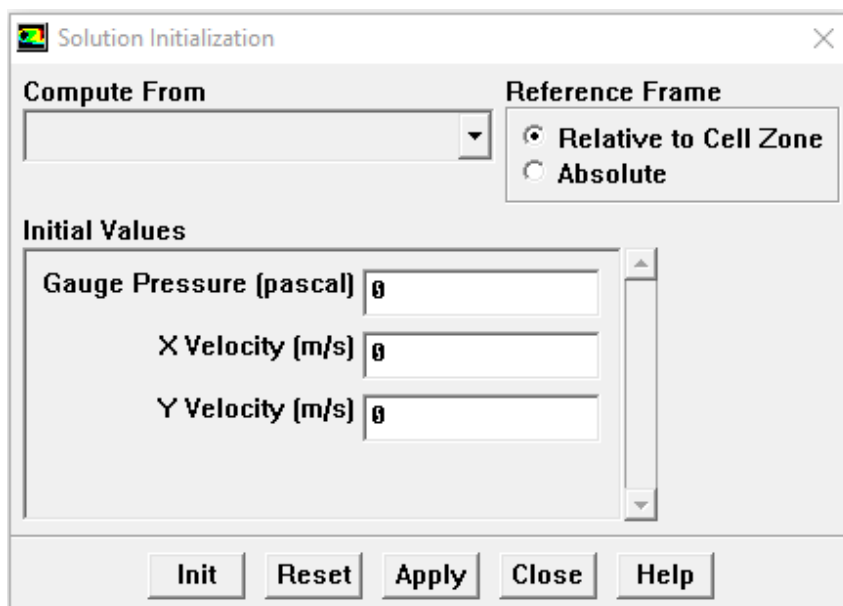 Solution Initialization
Compute From
Reference Frame
Relative to Cell Zone
Absolute
Initial Values
Gauge Pressure (pascal) 0
X Velocity (m/s) 0
Y Velocity (m/s) 0
Init Reset Apply Close Help